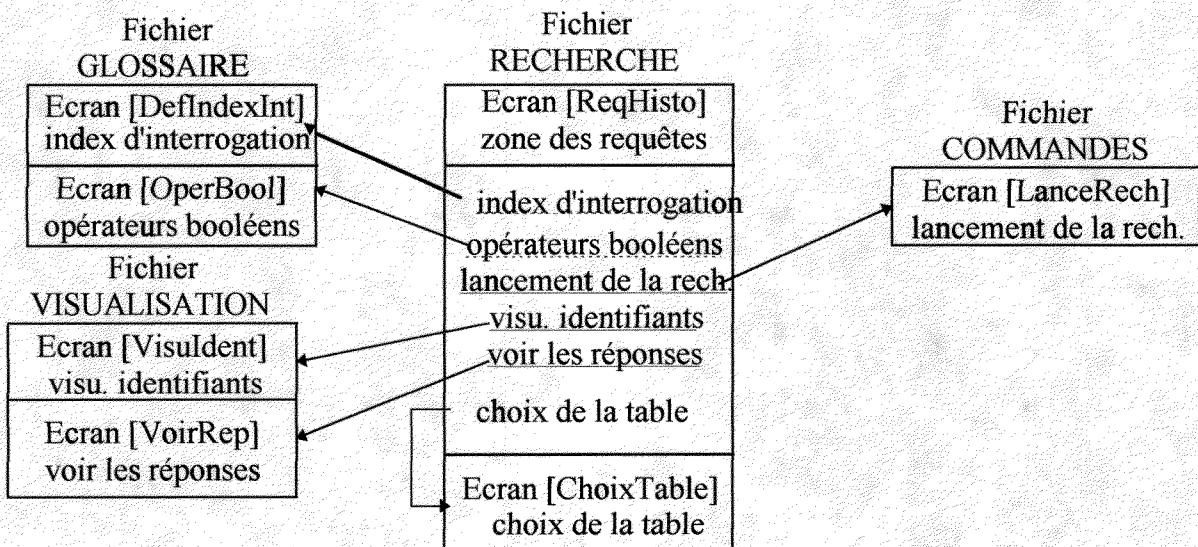 Fichier
GLOSSAIRE
Ecran [DefIndexInt]
index d'interrogation
Ecran [OperBool]
opérateurs booléens
Fichier
VISUALISATION
Ecran [VisuIdent]
visu. identifiants
Ecran [VoirRep]
voir les réponses
Fichier
RECHERCHE
Ecran [ReqHisto]
zone des requêtes
index d'interrogation
opérateurs booléens
lancement de la rech.
visu. identifiants
voir les réponses
choix de la table
Ecran [ChoixTable]
choix de la table
Fichier
COMMANDES
Ecran [LanceRech]
lancement de la rech.